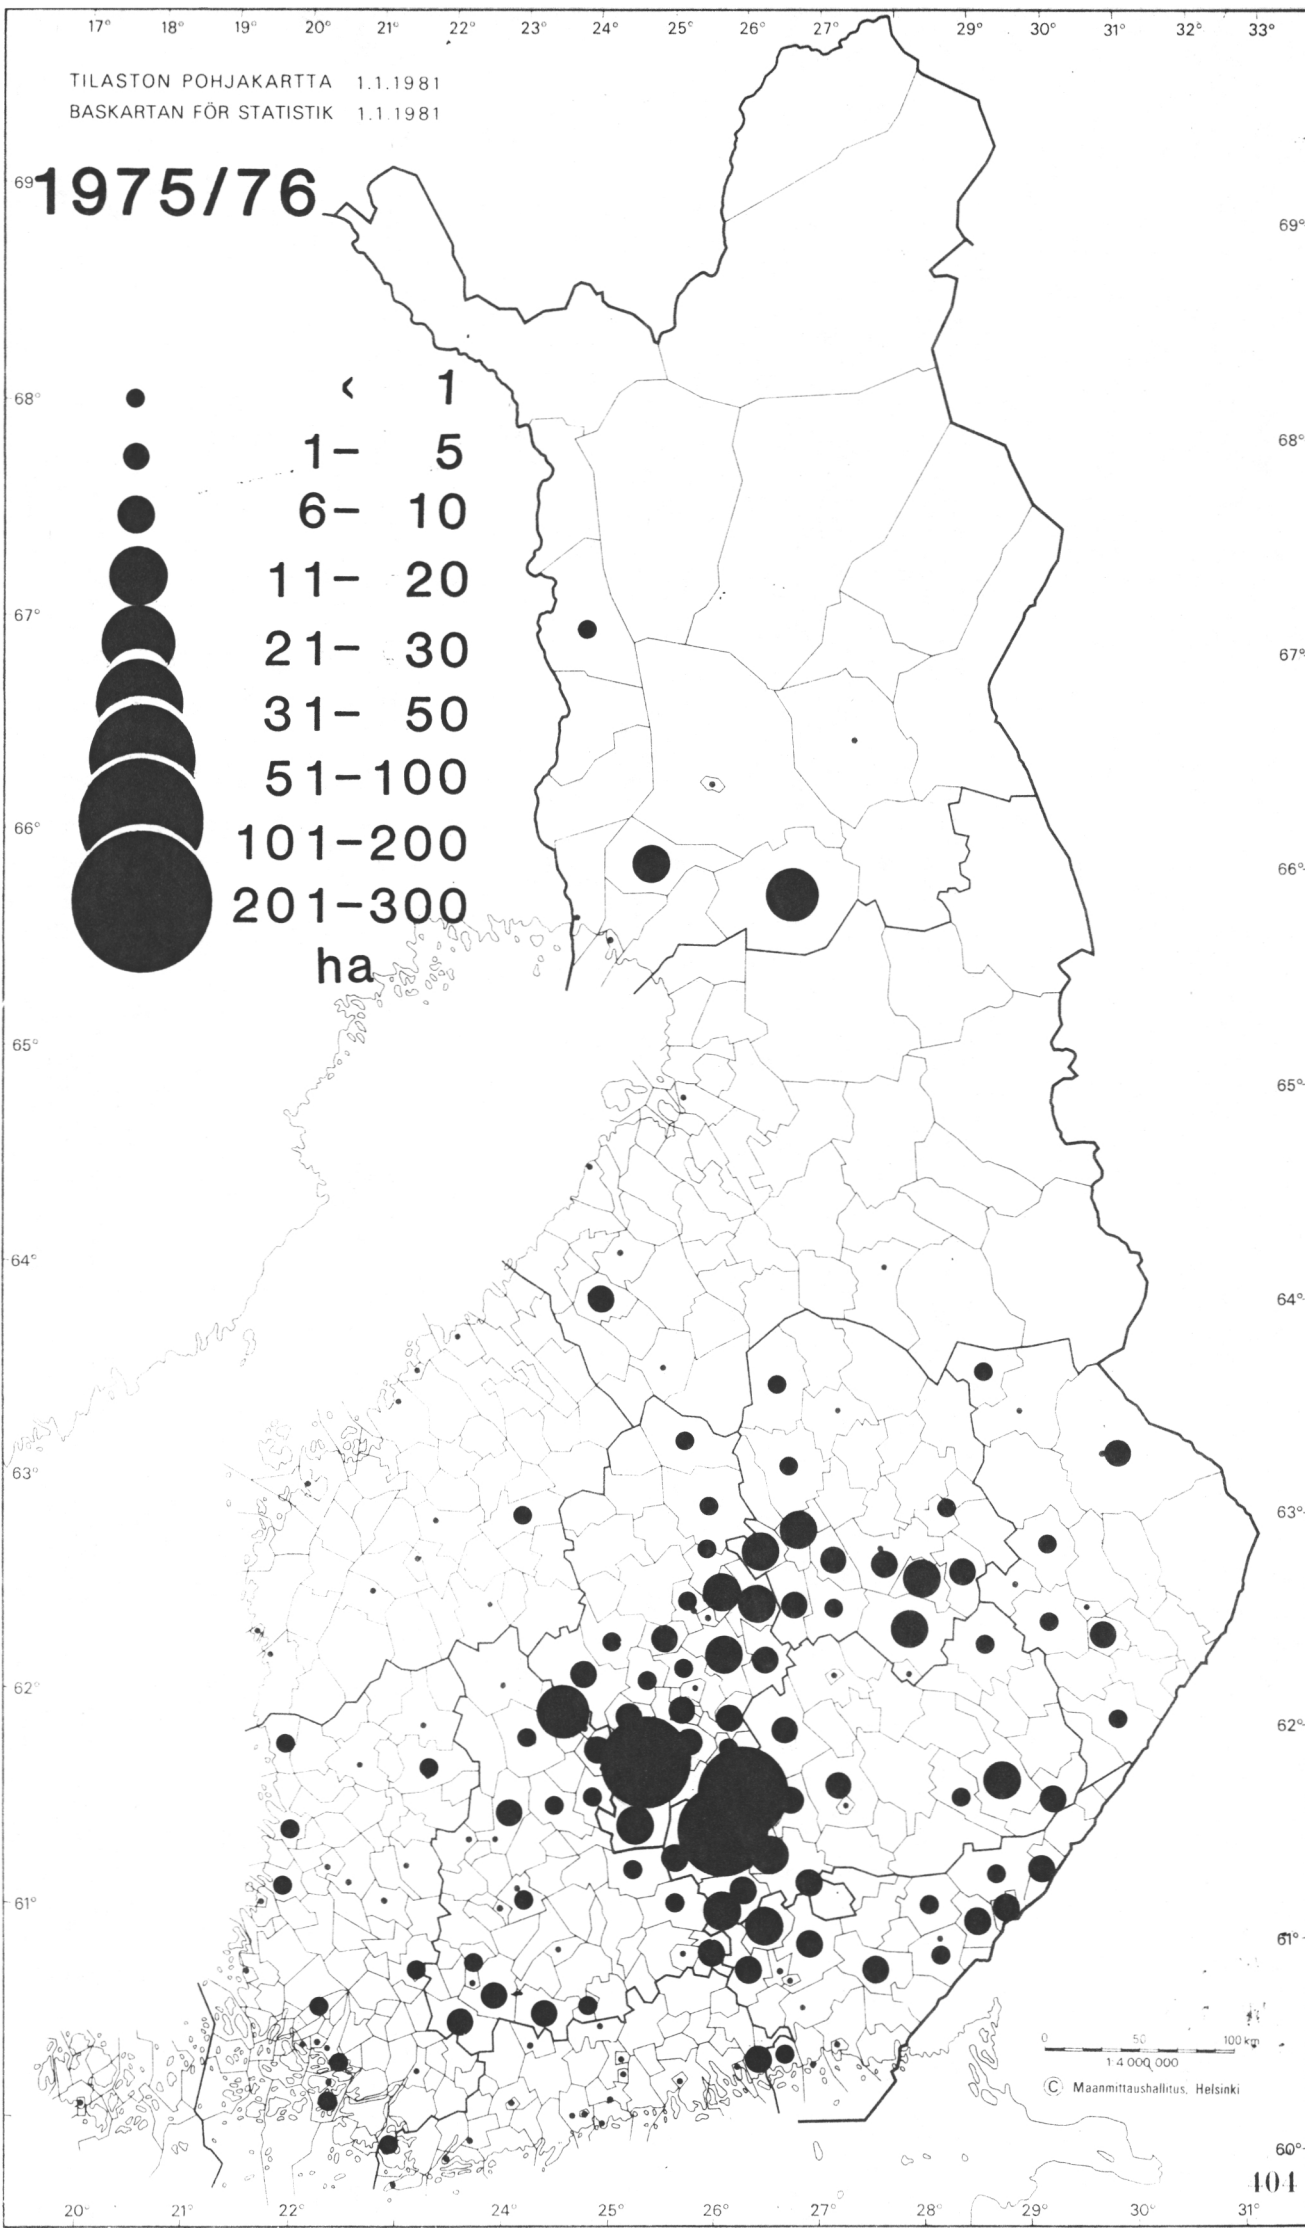 17° 18° 19° 20° 21° 22° 23° 24° 25° 26° 27° 29° 30° 31° 32° 33°
TILASTON POHJAKARTTA 1.1.1981
BASKARTAN FÖR STATISTIK 1.1.1981
69° 1975/76
69°
68° < 1
68°
1– 5
6– 10
11– 20
67°
21– 30
67°
31– 50
51–100
66° 101–200
66°
201–300
ha
65°
65°
64°
64°
63°
63°
62°
62°
61°
61°
0 50 100 km
1:4 000 000
© Maanmittaushallitus, Helsinki
60°
404
20° 21° 22° 23° 24° 25° 26° 27° 28° 29° 30° 31°